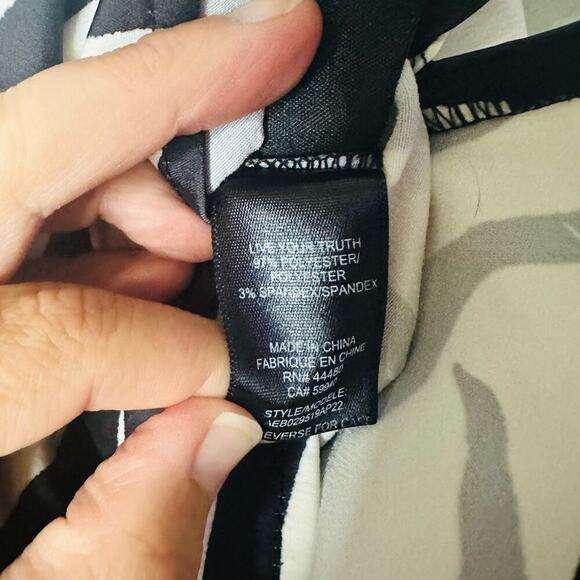 LIVE YOUR TRUTH
97% POLYESTER/
POLYESTER
3% SPANDEX/SPANDEX
MADE IN CHINA
FABRIQUE EN CHINE
RN# 44480
CA# 59940
STYLE/MODELE:
AEB029519AP22
REVERSE FOR CARE